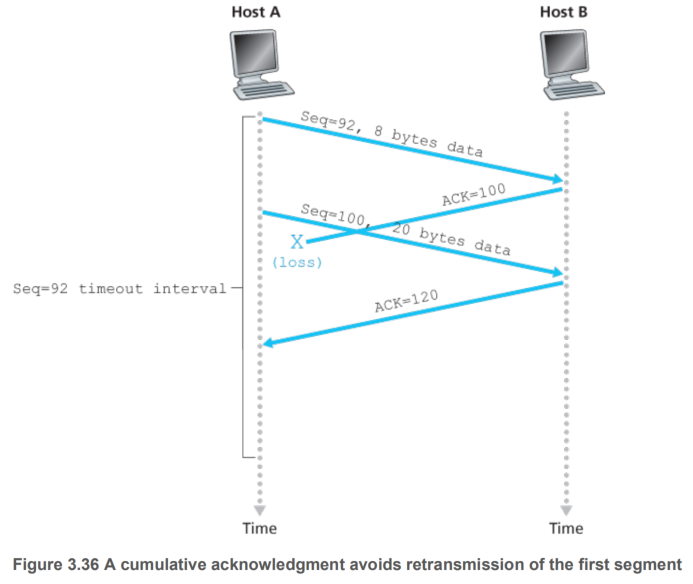 Host A
Host B
Seq=92, 8 bytes data
ACK=100
Seq=100, 20 bytes data
X
(loss)
Seq=92 timeout interval
ACK=120
Time
Time
Figure 3.36 A cumulative acknowledgment avoids retransmission of the first segment